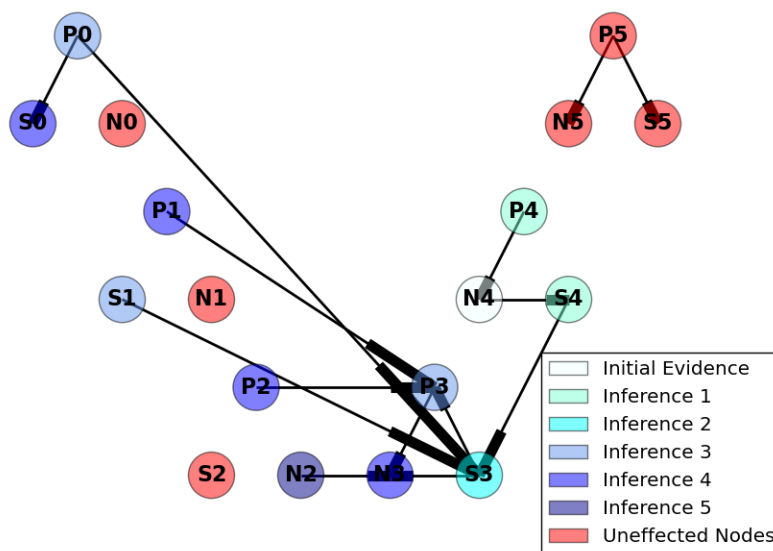 P0
P5
S0
N0
N5
S5
P1
P4
S1
N1
N4
S4
P2
P3
S2
N2
N3
S3
Initial Evidence
Inference 1
Inference 2
Inference 3
Inference 4
Inference 5
Uneffected Nodes